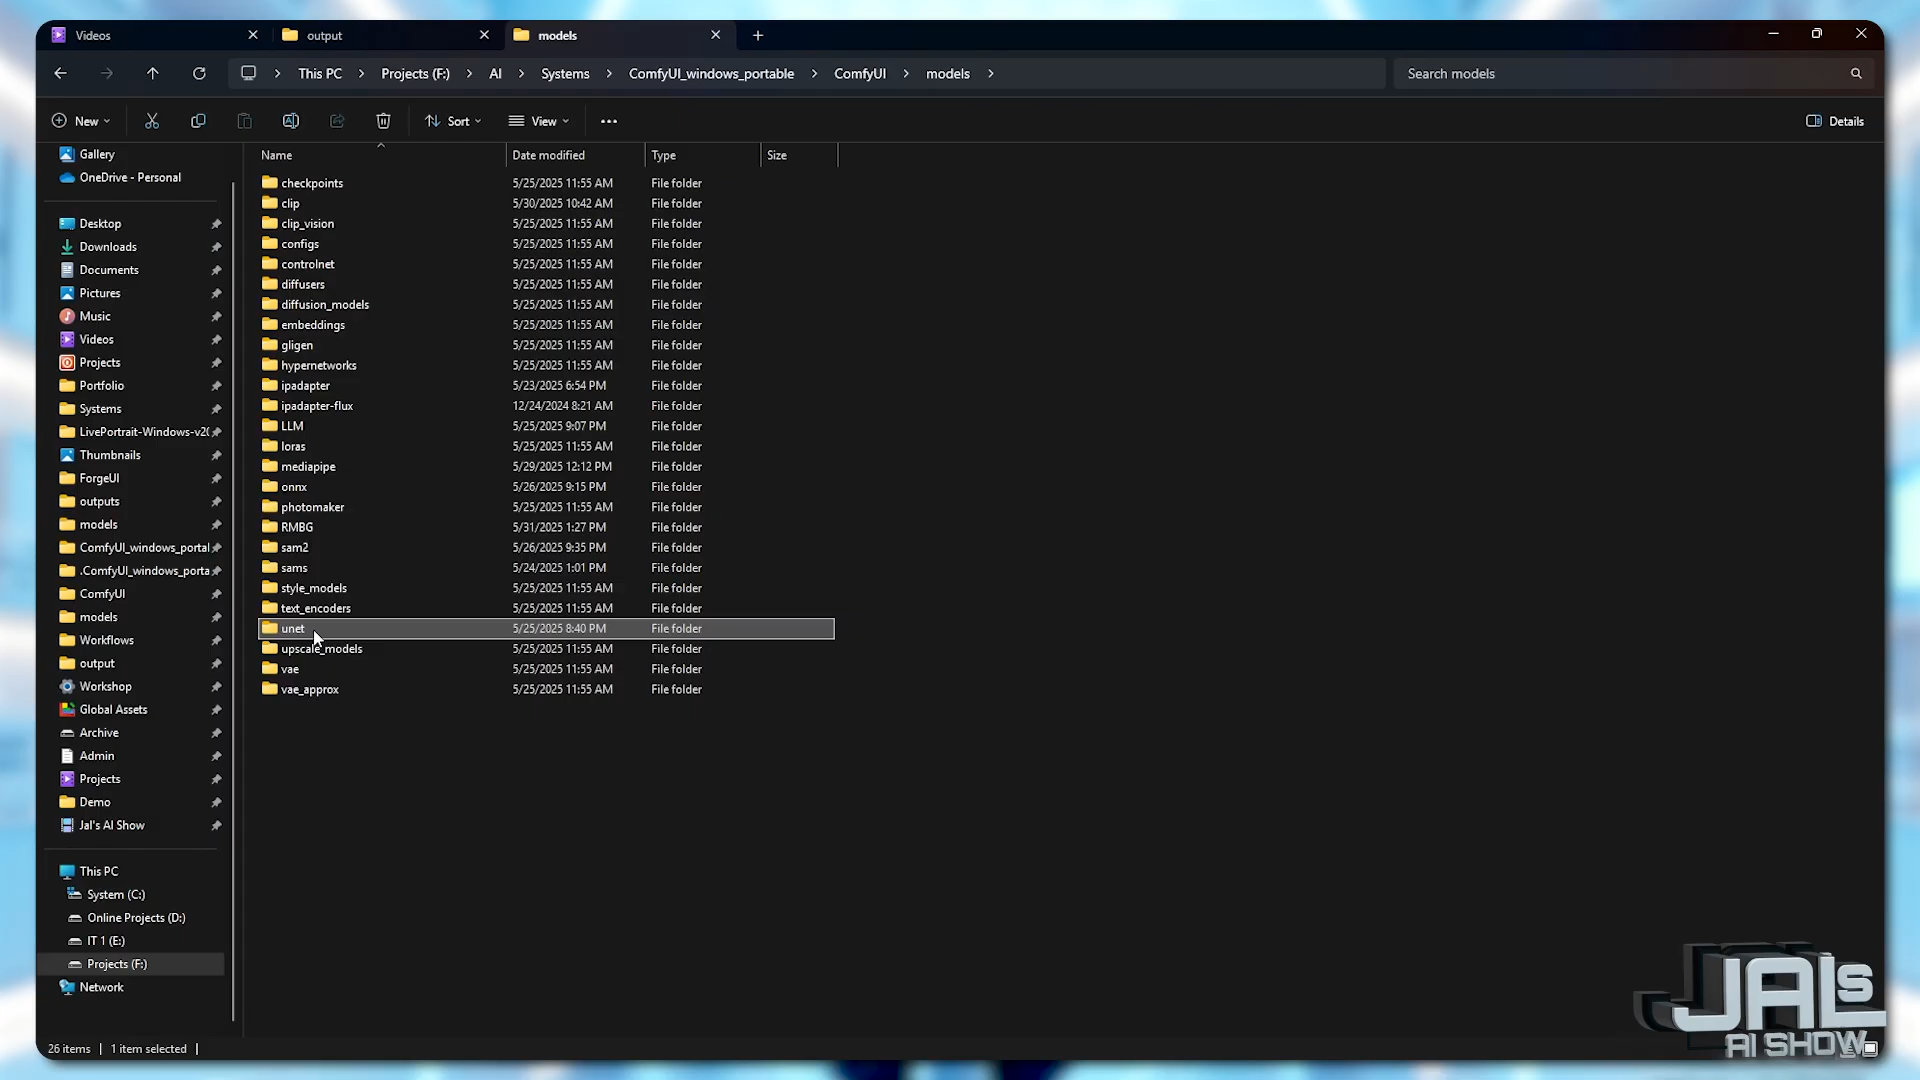 Videos
output
models
This PC
Projects (F:)
AI
Systems
ComfyUI_windows_portable
ComfyUI
models
Search models
New
Sort
View
Details
Gallery
OneDrive - Personal
Desktop
Downloads
Documents
Pictures
Music
Videos
Projects
Portfolio
Systems
LivePortrait-Windows-v2(
Thumbnails
ForgeUI
outputs
models
ComfyUI_windows_portal
.ComfyUI_windows_porta
ComfyUI
models
Workflows
output
Workshop
Global Assets
Archive
Admin
Projects
Demo
Jal's AI Show
This PC
System (C:)
Online Projects (D:)
IT 1 (E:)
Projects (F:)
Network
Name Date modified Type Size
checkpoints 5/25/2025 11:55 AM File folder
clip 5/30/2025 10:42 AM File folder
clip_vision 5/25/2025 11:55 AM File folder
configs 5/25/2025 11:55 AM File folder
controlnet 5/25/2025 11:55 AM File folder
diffusers 5/25/2025 11:55 AM File folder
diffusion_models 5/25/2025 11:55 AM File folder
embeddings 5/25/2025 11:55 AM File folder
gligen 5/25/2025 11:55 AM File folder
hypernetworks 5/25/2025 11:55 AM File folder
ipadapter 5/23/2025 6:54 PM File folder
ipadapter-flux 12/24/2024 8:21 AM File folder
LLM 5/25/2025 9:07 PM File folder
loras 5/25/2025 11:55 AM File folder
mediapipe 5/29/2025 12:12 PM File folder
onnx 5/26/2025 9:15 PM File folder
photomaker 5/25/2025 11:55 AM File folder
RMBG 5/31/2025 1:27 PM File folder
sam2 5/26/2025 9:35 PM File folder
sams 5/24/2025 1:01 PM File folder
style_models 5/25/2025 11:55 AM File folder
text_encoders 5/25/2025 11:55 AM File folder
unet 5/25/2025 8:40 PM File folder
upscale_models 5/25/2025 11:55 AM File folder
vae 5/25/2025 11:55 AM File folder
vae_approx 5/25/2025 11:55 AM File folder
26 items
1 item selected
JALs
AI SHOW